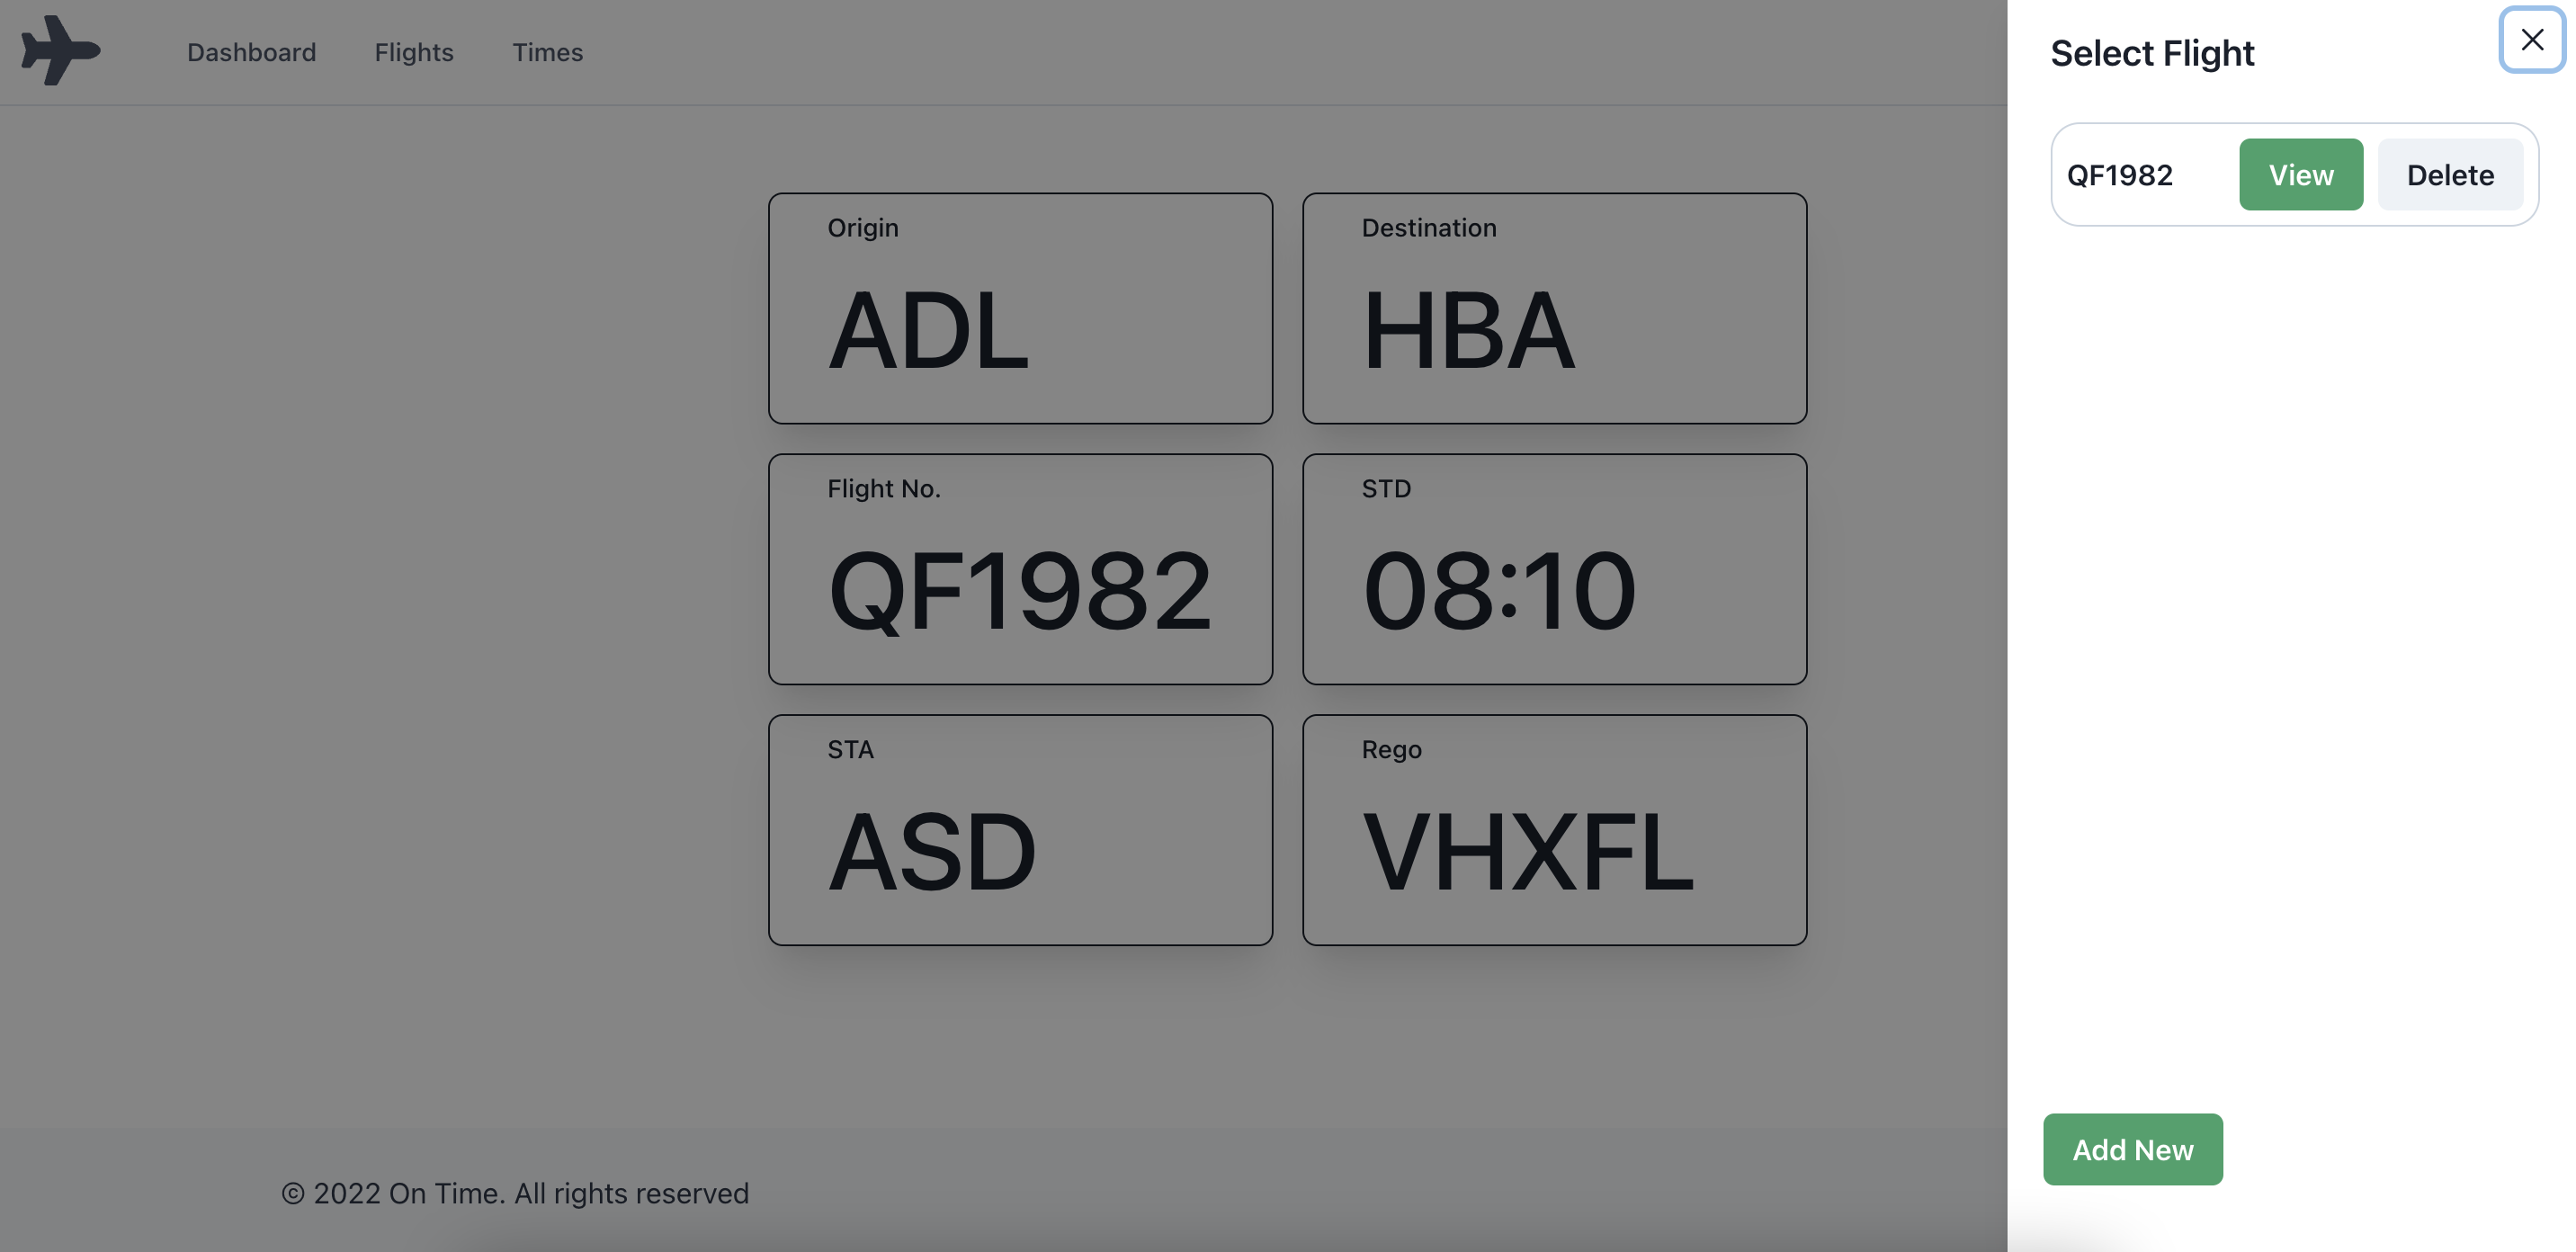 Dashboard Flights Times
Origin
ADL
Destination
HBA
Flight No.
QF1982
STD
08:10
STA
ASD
Rego
VHXFL
© 2022 On Time. All rights reserved
Select Flight
QF1982 View Delete
Add New